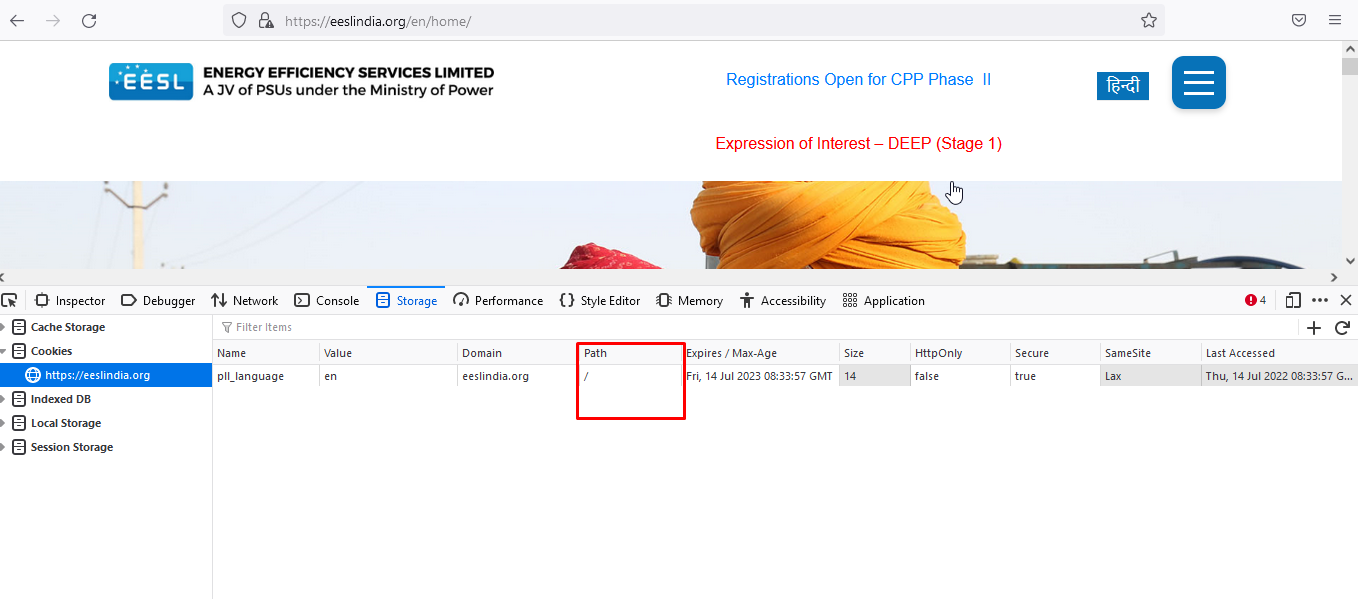 https://eeslindia.org/en/home/
EESL
ENERGY EFFICIENCY SERVICES LIMITED
A JV of PSUs under the Ministry of Power
Registrations Open for CPP Phase II
हिन्दी
Expression of Interest – DEEP (Stage 1)
Inspector Debugger Network Console Storage Performance Style Editor Memory Accessibility Application 4
Cache Storage
Filter Items
Cookies
https://eeslindia.org
Indexed DB
Local Storage
Session Storage
Name Value Domain Path Expires / Max-Age Size HttpOnly Secure SameSite Last Accessed
pll_language en eeslindia.org / Fri, 14 Jul 2023 08:33:57 GMT 14 false true Lax Thu, 14 Jul 2022 08:33:57 G...